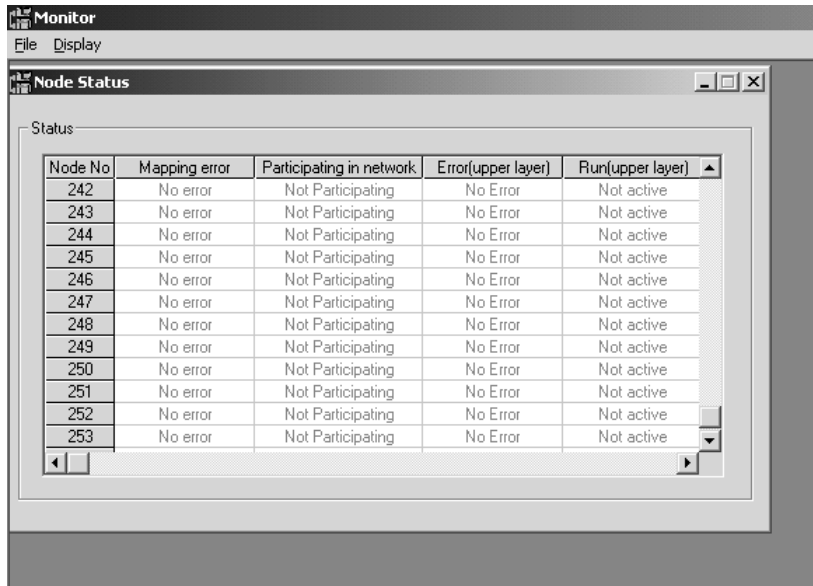 Monitor
File Display
Node Status
Status
Node No Mapping error Participating in network Error(upper layer) Run(upper layer)
242 No error Not Participating No Error Not active
243 No error Not Participating No Error Not active
244 No error Not Participating No Error Not active
245 No error Not Participating No Error Not active
246 No error Not Participating No Error Not active
247 No error Not Participating No Error Not active
248 No error Not Participating No Error Not active
249 No error Not Participating No Error Not active
250 No error Not Participating No Error Not active
251 No error Not Participating No Error Not active
252 No error Not Participating No Error Not active
253 No error Not Participating No Error Not active